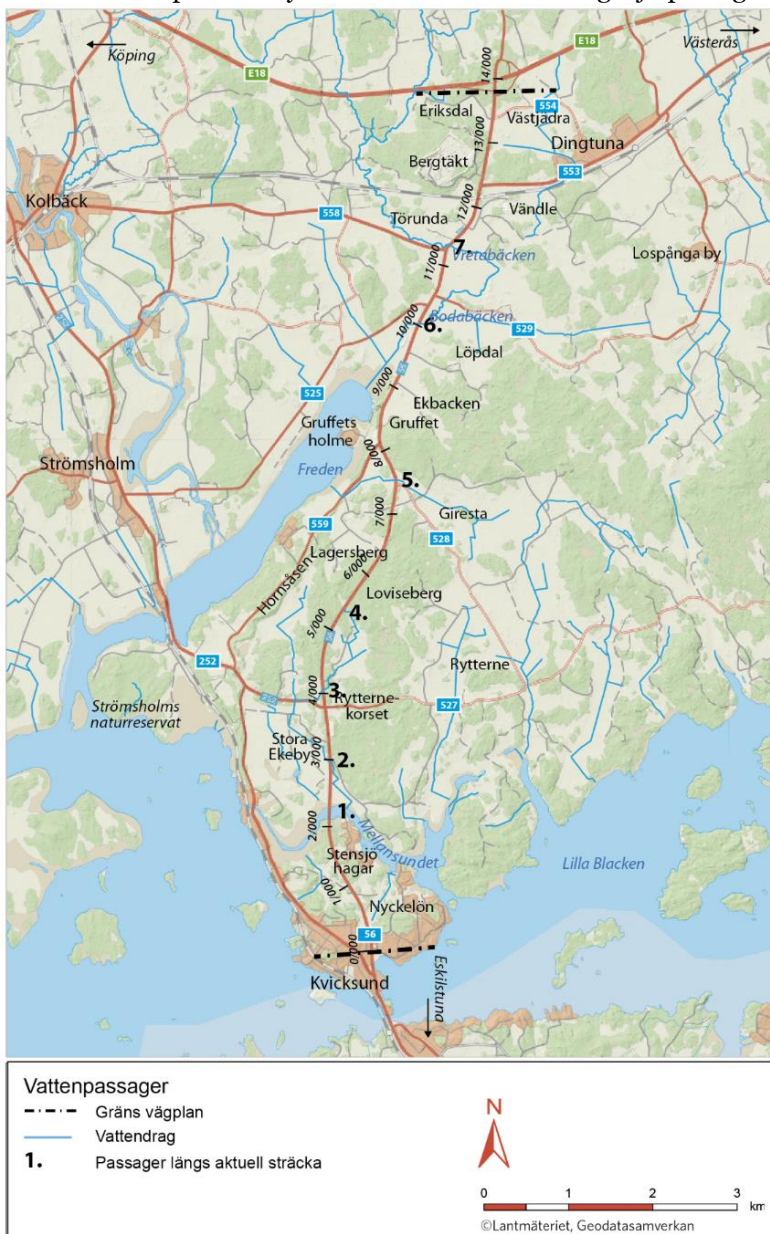 E18
Västerås
Köping
14/000
E18
554
Eriksdal
Västjädra
Dingtuna
13/000
Bergtäkt
553
Kolbäck
12/000
558
Törunda
Vändle
7.
Vretabäcken
Lospånga by
11/000
Bodabäcken
10/000
6.
529
Löpdal
9/000
525
Ekbacken
Gruffets
holme
Gruffet
8/000
Strömsholm
Freden
5.
Giresta
7/000
559
528
Lagersberg
6/000
Loviseberg
Hornsåsen
4.
5/000
252
Rytterne
3.
4/000
Rytterne-
korset
527
Strömsholms
naturreservat
Stora
Ekeby
3/000
2.
1.
2/000
Mellansundet
Stensjö
hagar
Lilla Blacken
1/000
Nyckelön
56
0/000
Kvicksund
Eskilstuna
Vattenpassager
Gräns vägplan
Vattendrag
1. Passager längs aktuell sträcka
N
0 1 2 3 km
©Lantmäteriet, Geodatasamverkan